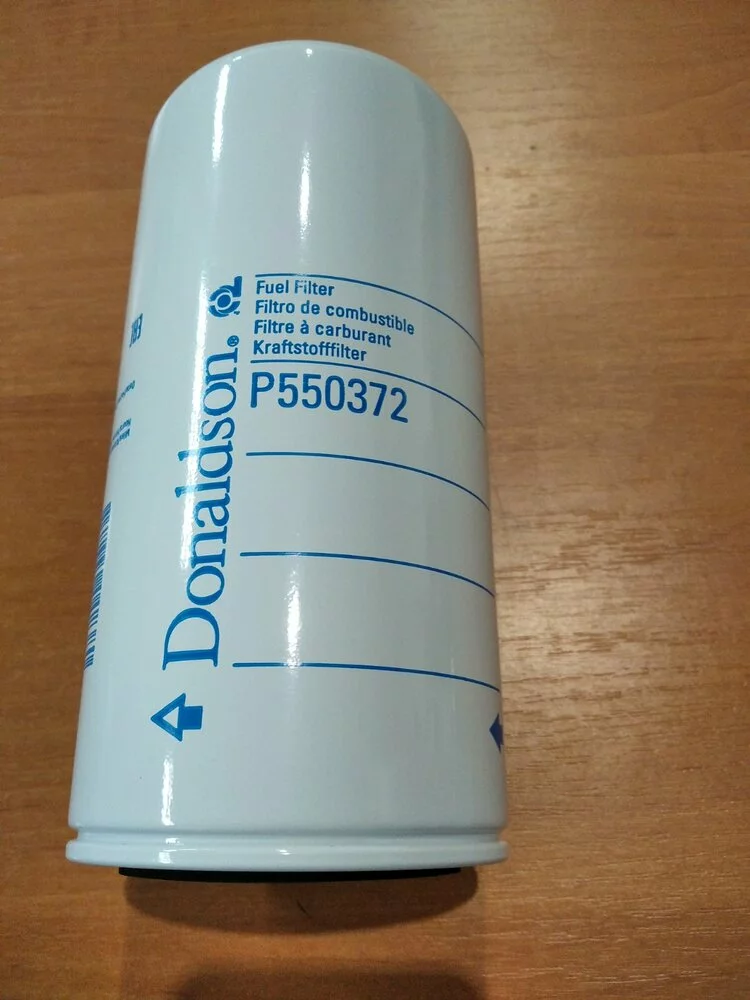 Fuel Filter
Filtro de combustible
Filtre à carburant
Kraftstofffilter
P550372
Donaldson®